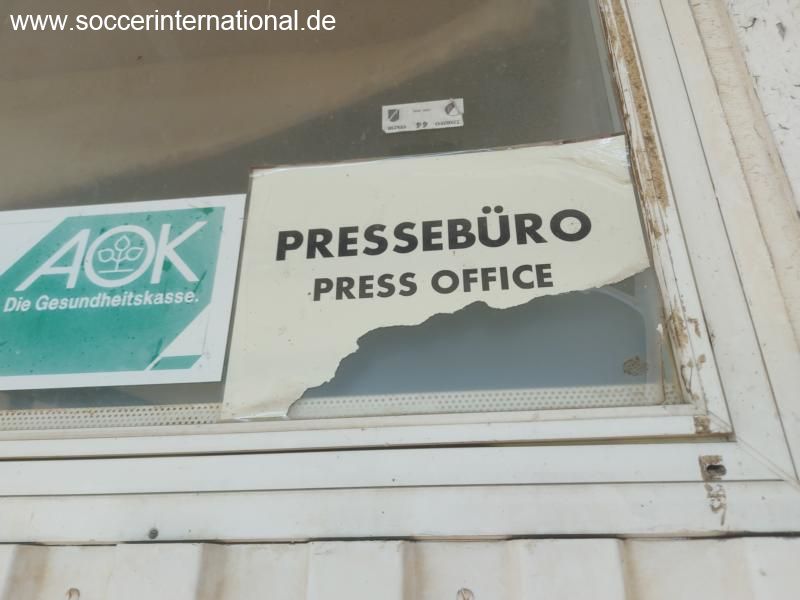 www.soccerinternational.de
PRESSEBÜRO
PRESS OFFICE
AOK
Die Gesundheitskasse.